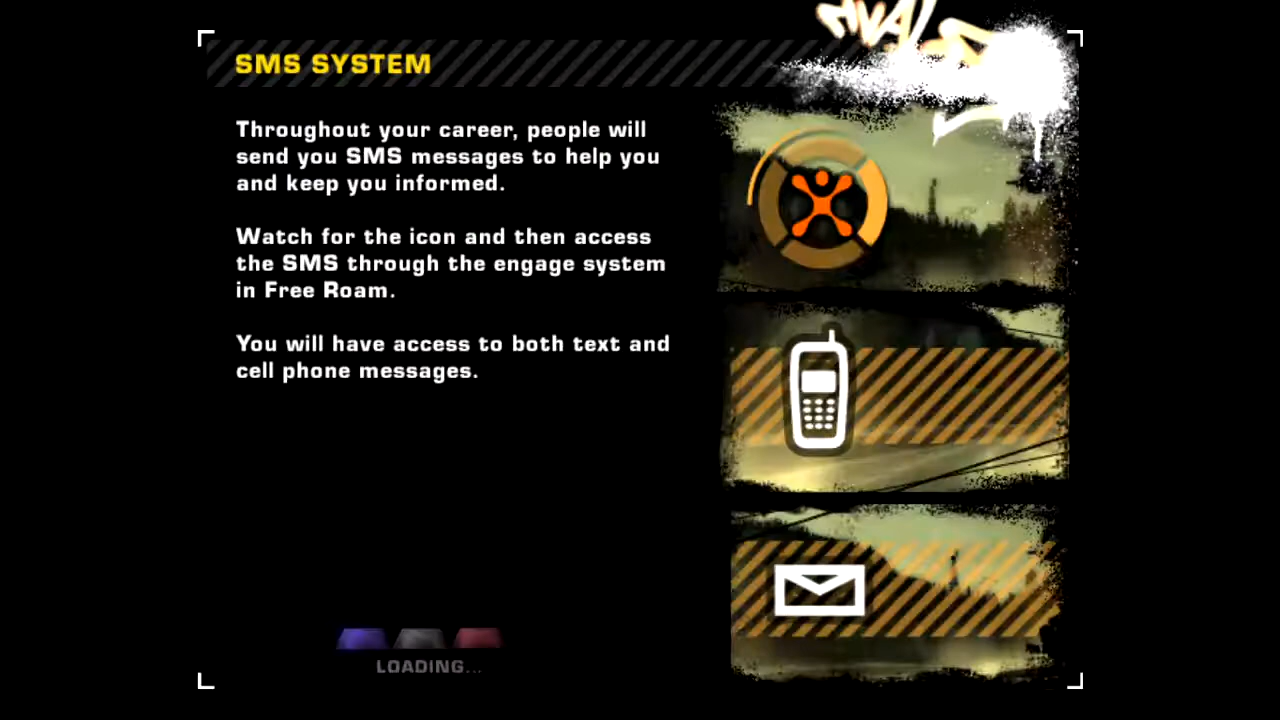 SMS SYSTEM
Throughout your career, people will
send you SMS messages to help you
and keep you informed.
Watch for the icon and then access
the SMS through the engage system
in Free Roam.
You will have access to both text and
cell phone messages.
LOADING...